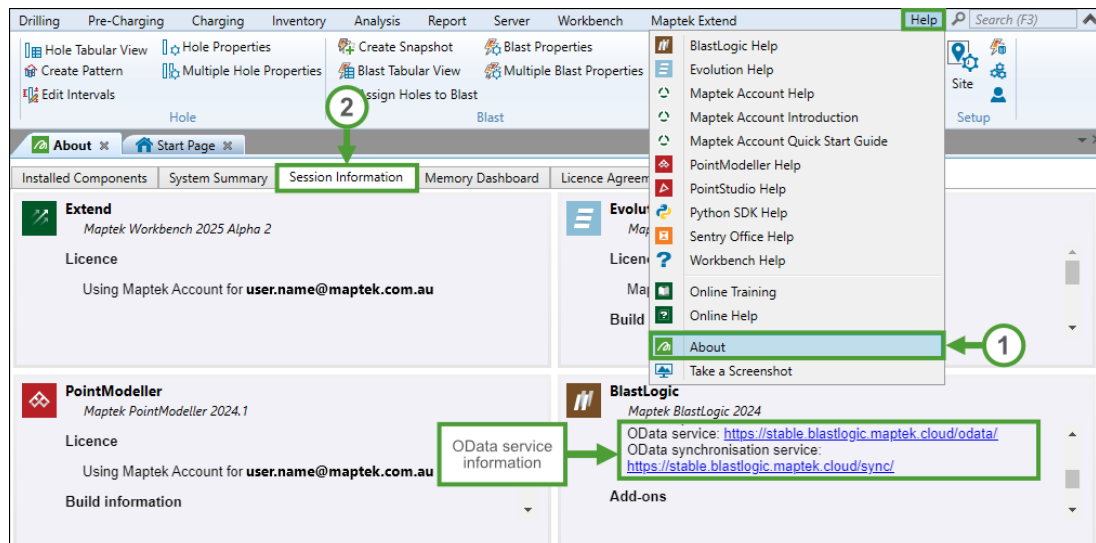 Drilling Pre-Charging Charging Inventory Analysis Report Server Workbench Maptek Extend Help Search (F3)
Hole Tabular View
Hole Properties
Create Pattern
Multiple Hole Properties
Edit Intervals
Hole
Create Snapshot
Blast Properties
Blast Tabular View
Multiple Blast Properties
Assign Holes to Blast
Blast
Site
Setup
BlastLogic Help
Evolution Help
Maptek Account Help
Maptek Account Introduction
Maptek Account Quick Start Guide
PointModeller Help
PointStudio Help
Python SDK Help
Sentry Office Help
Workbench Help
Online Training
Online Help
About
Take a Screenshot
1
2
About Start Page
Installed Components System Summary Session Information Memory Dashboard Licence
Extend
Maptek Workbench 2025 Alpha 2
Licence
Using Maptek Account for user.name@maptek.com.au
Build
PointModeller
Maptek PointModeller 2024.1
Licence
Using Maptek Account for user.name@maptek.com.au
Build information
OData service
information
BlastLogic
Maptek BlastLogic 2024
OData service: https://stable.blastlogic.maptek.cloud/odata/
OData synchronisation service:
https://stable.blastlogic.maptek.cloud/sync/
Add-ons